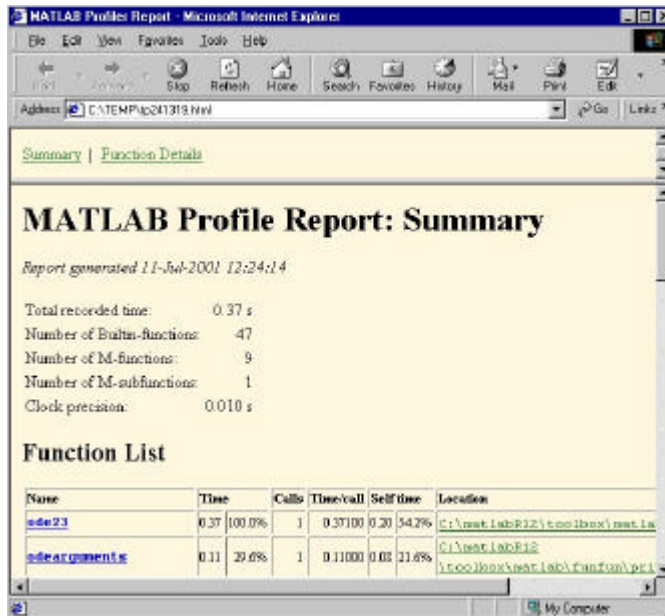 MATLAB Profiler Report - Microsoft Internet Explorer
File Edit View Favorites Tools Help
Stop Refresh Home Search Favorites History Mail Print Edit
Address C:\TEMP\tp241319.html Go Links
Summary | Function Details
MATLAB Profile Report: Summary
Report generated 11-Jul-2001 12:24:14
Total recorded time: 0.37 s
Number of Builtin-functions: 47
Number of M-functions: 9
Number of M-subfunctions: 1
Clock precision: 0.010 s
Function List
Name Time Calls Time/call Self time Location
ode23 0.37 100.0% 1 0.37100 0.20 54.2% C:\matlabR12\toolbox\matla
odearguments 0.11 29.6% 1 0.11000 21.6% C:\matlabR12
\toolbox\matlab\funfun\pri
My Computer